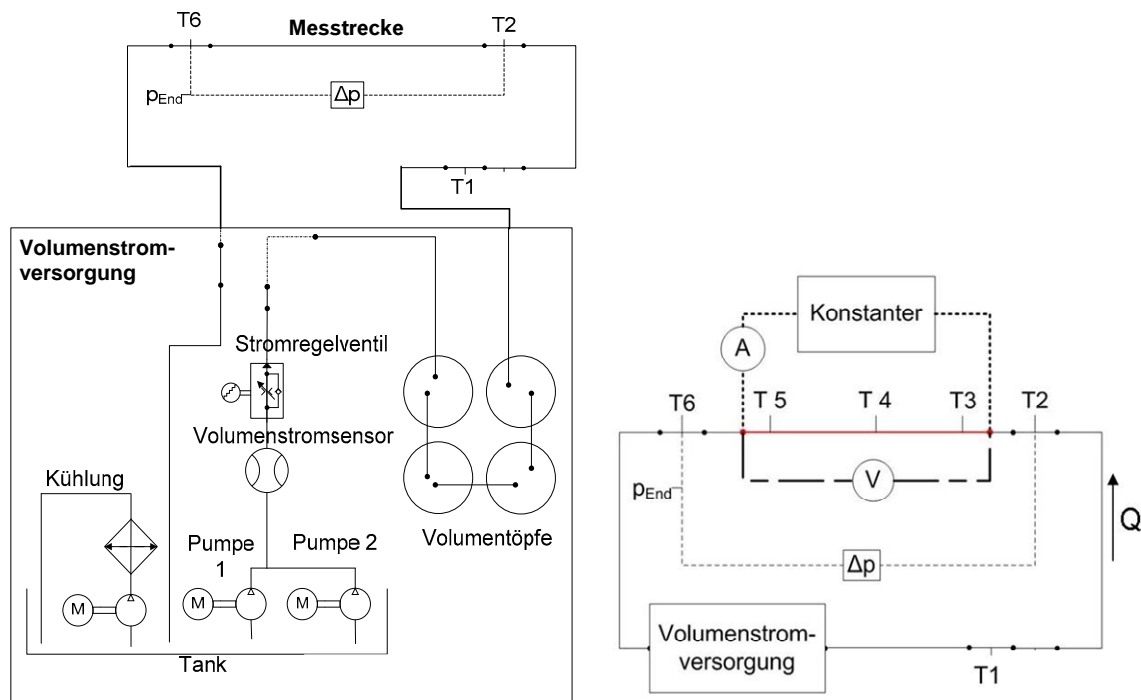 T6
Messtrecke
T2
pEnd
Δp
T1
Volumenstrom-
versorgung
Stromregelventil
Volumenstromsensor
Kühlung
Pumpe
1
Pumpe 2
Volumentöpfe
M
M
M
Tank
Konstanter
A
T6
T 5
T 4
T3
T2
V
pEnd
Q
Δp
Volumenstrom-
versorgung
T1